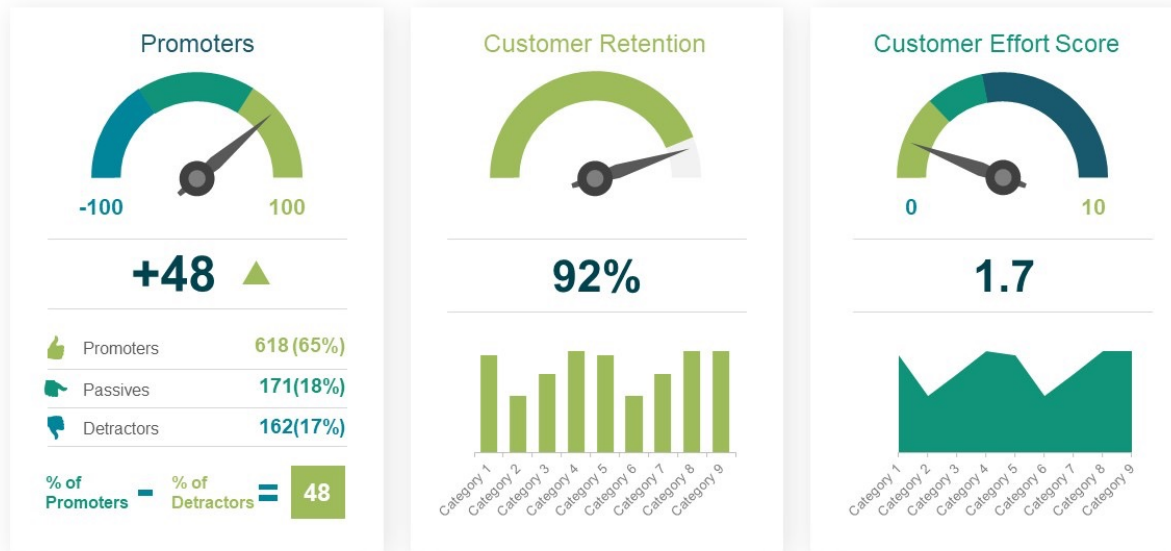 Promoters
-100
100
+48
Promoters
618 (65%)
Passives
171(18%)
Detractors
162(17%)
% of
Promoters
-
% of
Detractors
=
48
Customer Retention
92%
Category 1
Category 2
Category 3
Category 4
Category 5
Category 6
Category 7
Category 8
Category 9
Customer Effort Score
0
10
1.7
Category 1
Category 2
Category 3
Category 4
Category 5
Category 6
Category 7
Category 8
Category 9